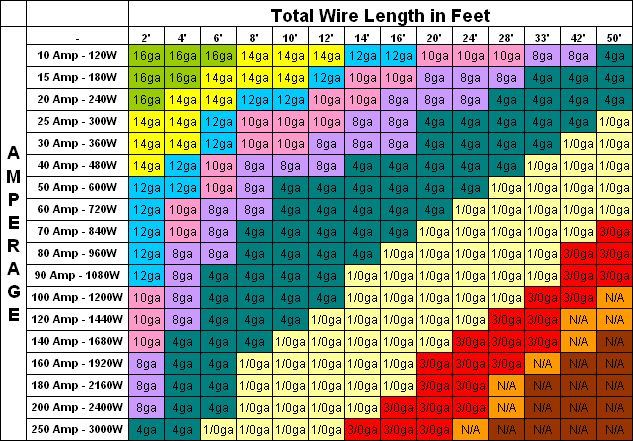 Total Wire Length in Feet
- 2' 4' 6' 8' 10' 12' 14' 16' 20' 24' 28' 33' 42' 50'
AMPERAGE
10 Amp - 120W 16ga 16ga 16ga 14ga 14ga 14ga 12ga 12ga 10ga 10ga 10ga 8ga 8ga 4ga
15 Amp - 180W 16ga 16ga 14ga 14ga 14ga 12ga 10ga 10ga 8ga 8ga 8ga 4ga 4ga 4ga
20 Amp - 240W 16ga 14ga 14ga 12ga 12ga 10ga 10ga 8ga 8ga 8ga 4ga 4ga 4ga 4ga
25 Amp - 300W 14ga 14ga 12ga 10ga 10ga 10ga 8ga 8ga 4ga 4ga 4ga 4ga 4ga 1/0ga
30 Amp - 360W 14ga 14ga 12ga 10ga 10ga 8ga 8ga 8ga 4ga 4ga 4ga 4ga 1/0ga 1/0ga
40 Amp - 480W 14ga 12ga 10ga 8ga 8ga 8ga 4ga 4ga 4ga 4ga 4ga 1/0ga 1/0ga 1/0ga
50 Amp - 600W 12ga 12ga 10ga 8ga 4ga 4ga 4ga 4ga 4ga 4ga 1/0ga 1/0ga 1/0ga 1/0ga
60 Amp - 720W 12ga 10ga 8ga 8ga 4ga 4ga 4ga 4ga 4ga 1/0ga 1/0ga 1/0ga 1/0ga 1/0ga
70 Amp - 840W 12ga 10ga 8ga 4ga 4ga 4ga 4ga 4ga 1/0ga 1/0ga 1/0ga 1/0ga 1/0ga 3/0ga
80 Amp - 960W 12ga 8ga 8ga 4ga 4ga 4ga 4ga 1/0ga 1/0ga 1/0ga 1/0ga 1/0ga 3/0ga 3/0ga
90 Amp - 1080W 12ga 8ga 4ga 4ga 4ga 4ga 1/0ga 1/0ga 1/0ga 1/0ga 1/0ga 1/0ga 3/0ga 3/0ga
100 Amp - 1200W 10ga 8ga 4ga 4ga 4ga 4ga 1/0ga 1/0ga 1/0ga 1/0ga 1/0ga 3/0ga 3/0ga N/A
120 Amp - 1440W 10ga 8ga 4ga 4ga 4ga 1/0ga 1/0ga 1/0ga 1/0ga 1/0ga 3/0ga 3/0ga N/A N/A
140 Amp - 1680W 10ga 4ga 4ga 4ga 1/0ga 1/0ga 1/0ga 1/0ga 1/0ga 3/0ga 3/0ga 3/0ga N/A N/A
160 Amp - 1920W 8ga 4ga 4ga 1/0ga 1/0ga 1/0ga 1/0ga 1/0ga 3/0ga 3/0ga 3/0ga N/A N/A N/A
180 Amp - 2160W 8ga 4ga 4ga 1/0ga 1/0ga 1/0ga 1/0ga 1/0ga 3/0ga 3/0ga N/A N/A N/A N/A
200 Amp - 2400W 8ga 4ga 4ga 1/0ga 1/0ga 1/0ga 1/0ga 3/0ga 3/0ga 3/0ga N/A N/A N/A N/A
250 Amp - 3000W 4ga 4ga 1/0ga 1/0ga 1/0ga 1/0ga 3/0ga 3/0ga 3/0ga N/A N/A N/A N/A N/A